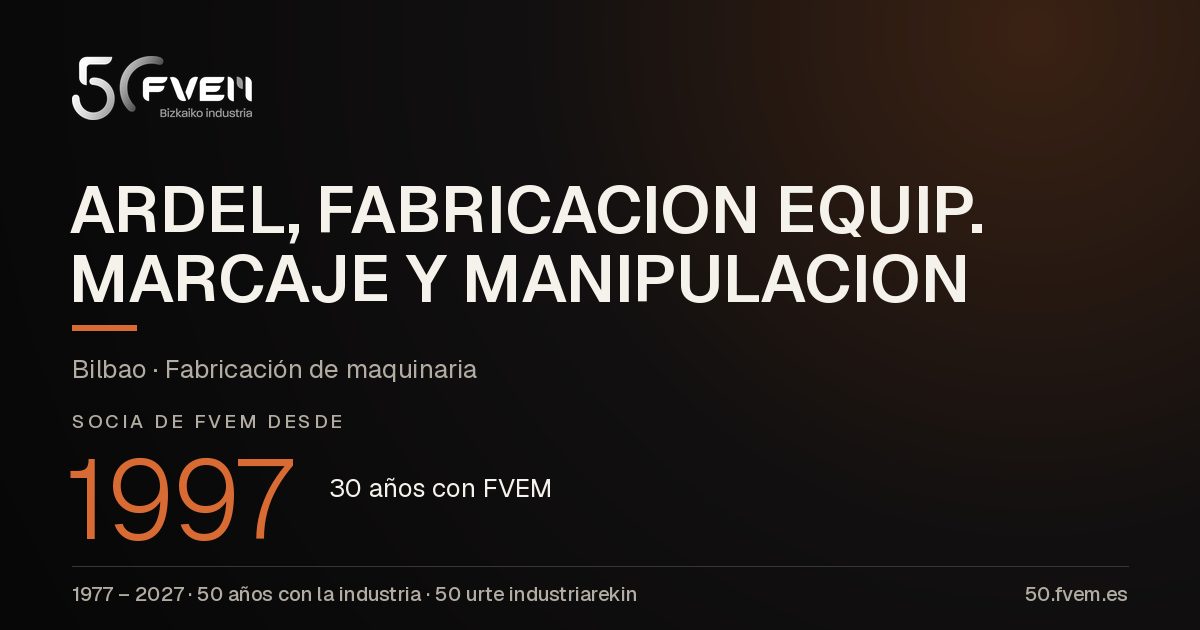 50 FVEM
Bizkaiko industria
ARDEL, FABRICACION EQUIP.
MARCAJE Y MANIPULACION
Bilbao · Fabricación de maquinaria
SOCIA DE FVEM DESDE
1997
30 años con FVEM
1977 – 2027 · 50 años con la industria · 50 urte industriarekin
50.fvem.es